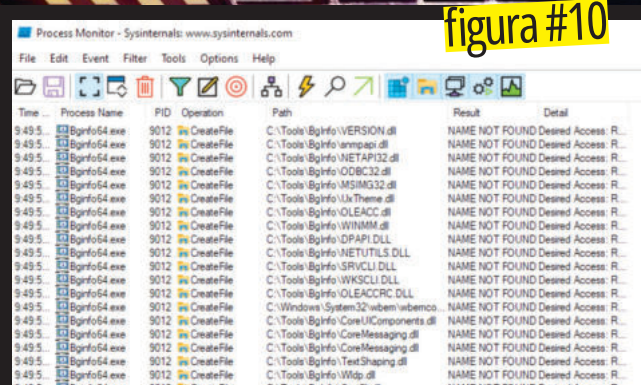 figura #10
Process Monitor - Sysinternals: www.sysinternals.com
File Edit Event Filter Tools Options Help
Time ... Process Name PID Operation Path Result Detail
9:49:5... Bginfo64.exe 9012 CreateFile C:\Tools\BgInfo\VERSION.dll NAME NOT FOUND Desired Access: R...
9:49:5... Bginfo64.exe 9012 CreateFile C:\Tools\BgInfo\anmpapi.dll NAME NOT FOUND Desired Access: R...
9:49:5... Bginfo64.exe 9012 CreateFile C:\Tools\BgInfo\NETAPI32.dll NAME NOT FOUND Desired Access: R...
9:49:5... Bginfo64.exe 9012 CreateFile C:\Tools\BgInfo\ODBC32.dll NAME NOT FOUND Desired Access: R...
9:49:5... Bginfo64.exe 9012 CreateFile C:\Tools\BgInfo\MSIMG32.dll NAME NOT FOUND Desired Access: R...
9:49:5... Bginfo64.exe 9012 CreateFile C:\Tools\BgInfo\UxTheme.dll NAME NOT FOUND Desired Access: R...
9:49:5... Bginfo64.exe 9012 CreateFile C:\Tools\BgInfo\OLEACC.dll NAME NOT FOUND Desired Access: R...
9:49:5... Bginfo64.exe 9012 CreateFile C:\Tools\BgInfo\WINMM.dll NAME NOT FOUND Desired Access: R...
9:49:5... Bginfo64.exe 9012 CreateFile C:\Tools\BgInfo\DPAPI.DLL NAME NOT FOUND Desired Access: R...
9:49:5... Bginfo64.exe 9012 CreateFile C:\Tools\BgInfo\NETUTILS.DLL NAME NOT FOUND Desired Access: R...
9:49:5... Bginfo64.exe 9012 CreateFile C:\Tools\BgInfo\SRVCLI.DLL NAME NOT FOUND Desired Access: R...
9:49:5... Bginfo64.exe 9012 CreateFile C:\Tools\BgInfo\WKSCLI.DLL NAME NOT FOUND Desired Access: R...
9:49:5... Bginfo64.exe 9012 CreateFile C:\Tools\BgInfo\OLEACCRC.DLL NAME NOT FOUND Desired Access: R...
9:49:5... Bginfo64.exe 9012 CreateFile C:\Windows\System32\wbem\wbemco... NAME NOT FOUND Desired Access: R...
9:49:5... Bginfo64.exe 9012 CreateFile C:\Tools\BgInfo\CoreUIComponents.dll NAME NOT FOUND Desired Access: R...
9:49:5... Bginfo64.exe 9012 CreateFile C:\Tools\BgInfo\CoreMessaging.dll NAME NOT FOUND Desired Access: R...
9:49:5... Bginfo64.exe 9012 CreateFile C:\Tools\BgInfo\CoreMessaging.dll NAME NOT FOUND Desired Access: R...
9:49:5... Bginfo64.exe 9012 CreateFile C:\Tools\BgInfo\TextShaping.dll NAME NOT FOUND Desired Access: R...
9:49:5... Bginfo64.exe 9012 CreateFile C:\Tools\BgInfo\Wldp.dll NAME NOT FOUND Desired Access: R...